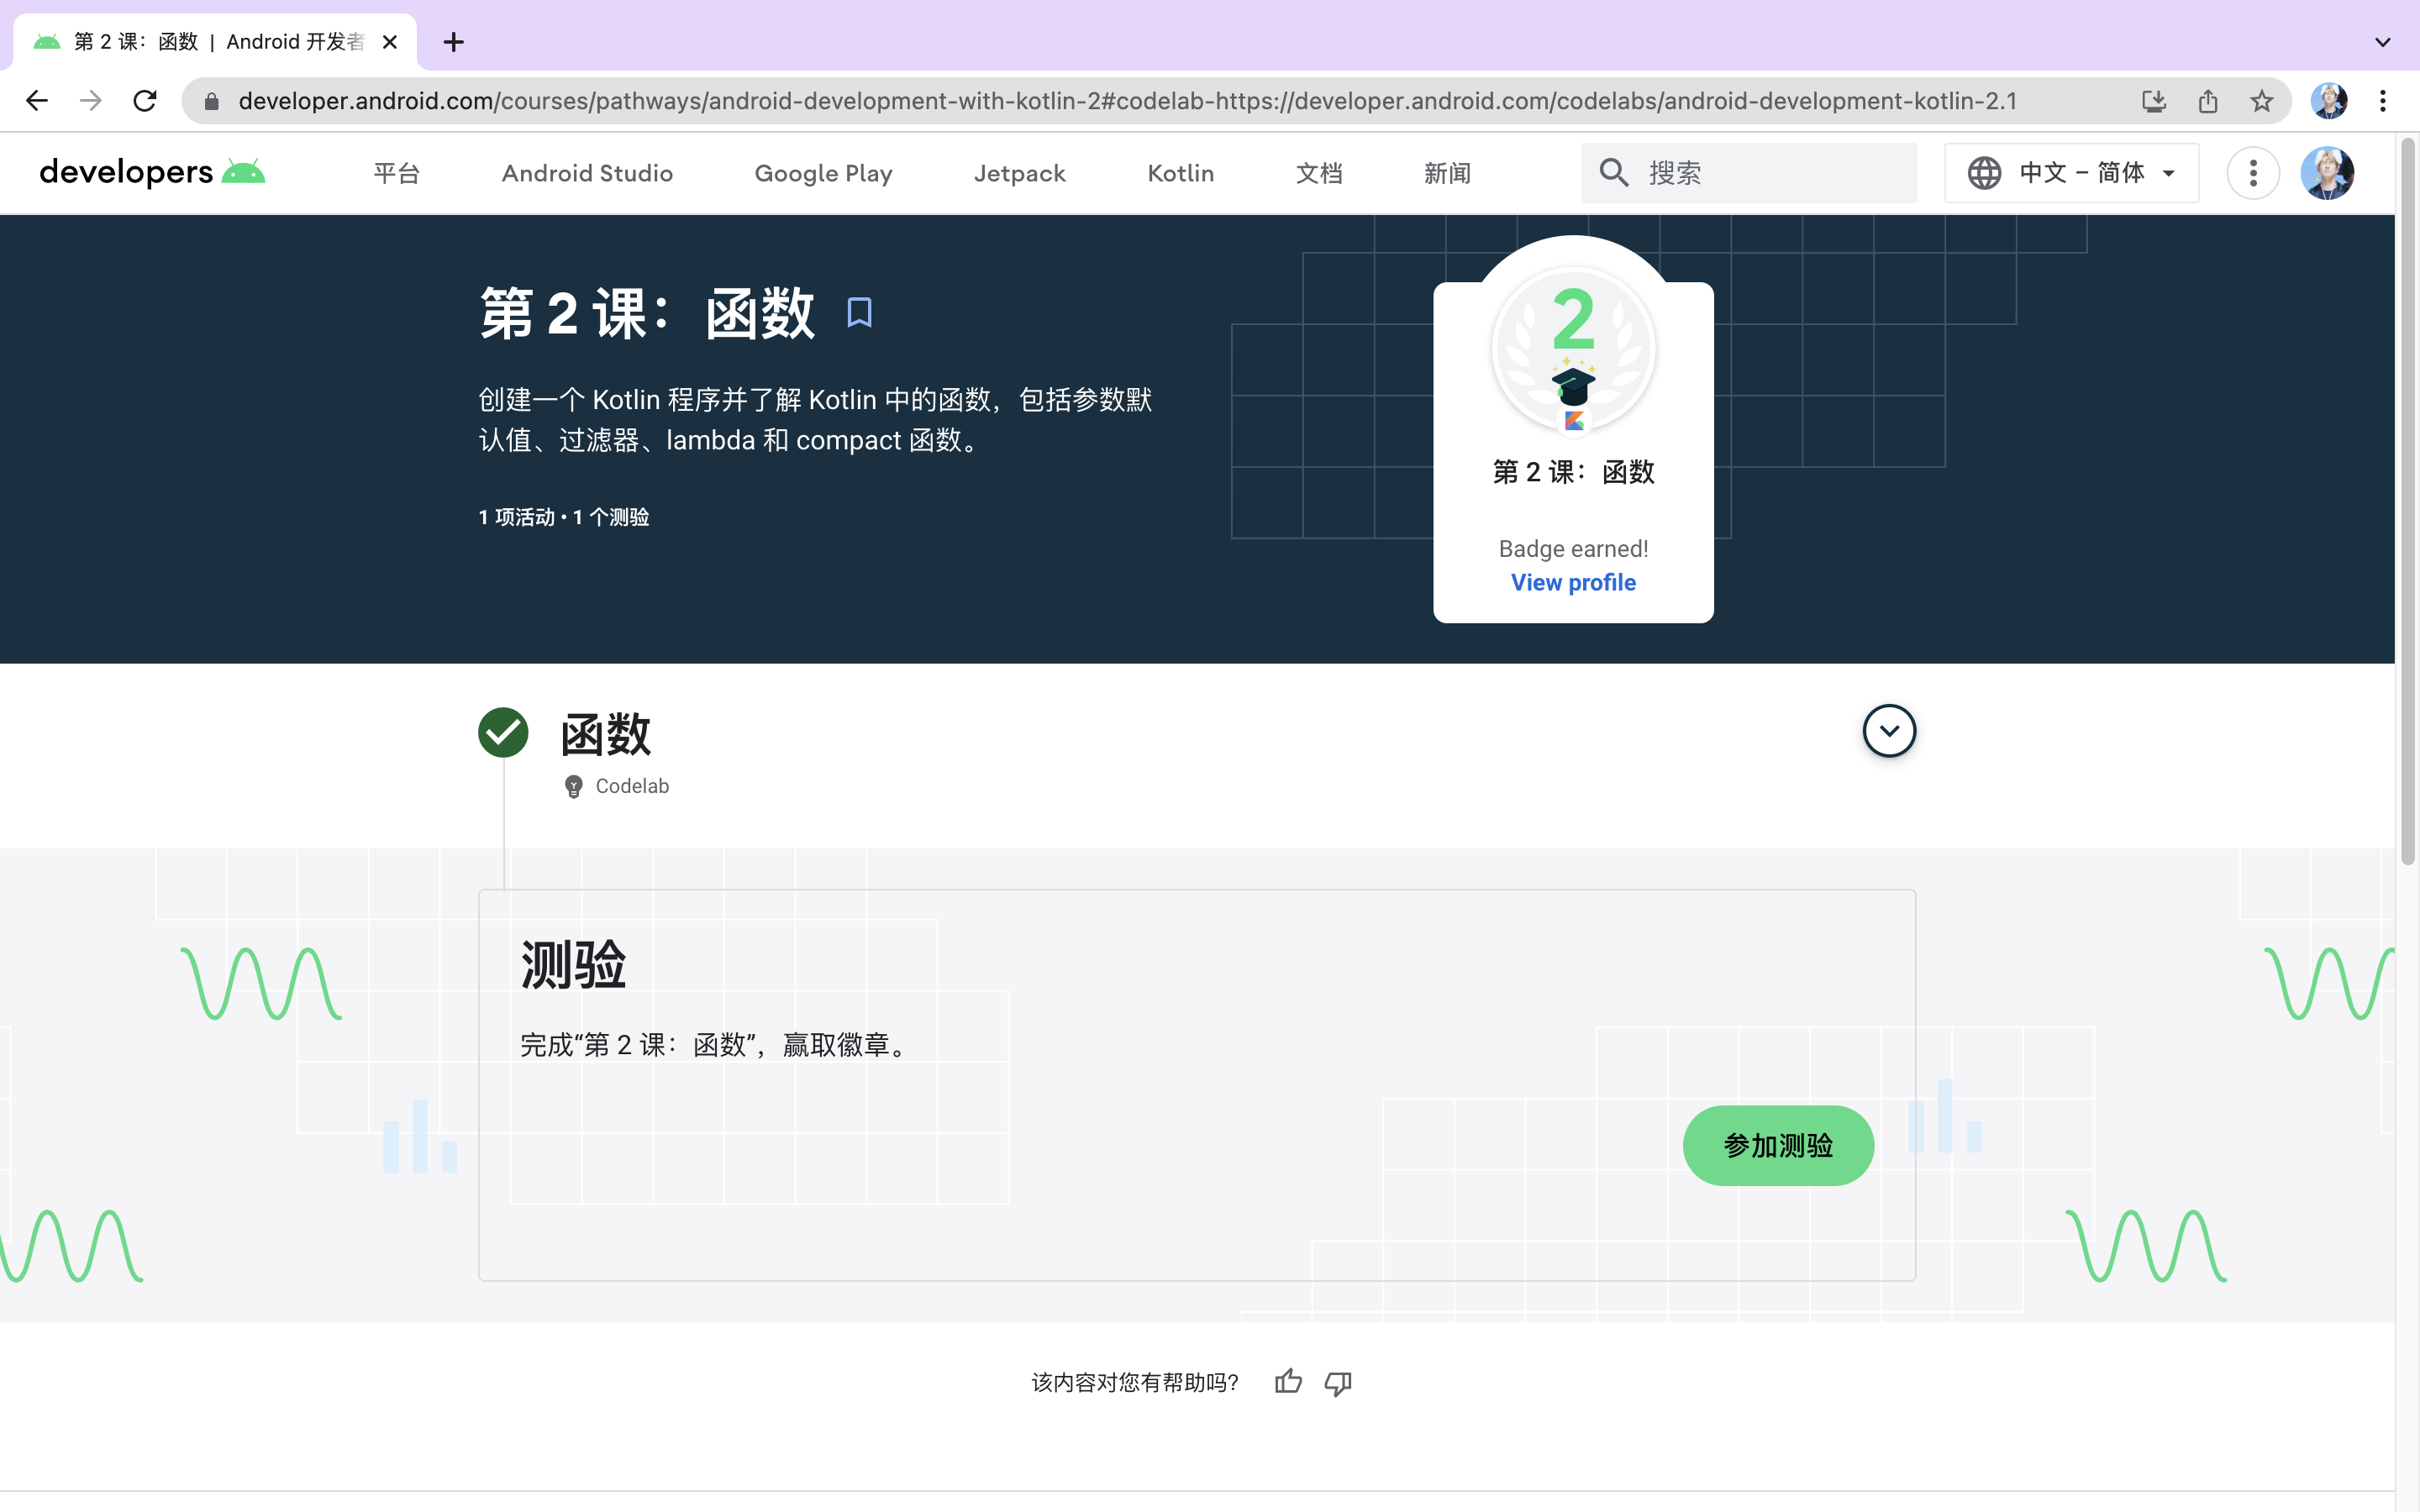 第 2 课：函数 | Android 开发者
developer.android.com/courses/pathways/android-development-with-kotlin-2#codelab-https://developer.android.com/codelabs/android-development-kotlin-2.1
developers 平台 Android Studio Google Play Jetpack Kotlin 文档 新闻 搜索 中文 – 简体
第 2 课：函数
创建一个 Kotlin 程序并了解 Kotlin 中的函数，包括参数默
认值、过滤器、lambda 和 compact 函数。
1 项活动 • 1 个测验
2
第 2 课：函数
Badge earned!
View profile
函数
Codelab
测验
完成“第 2 课：函数”，赢取徽章。
参加测验
该内容对您有帮助吗？